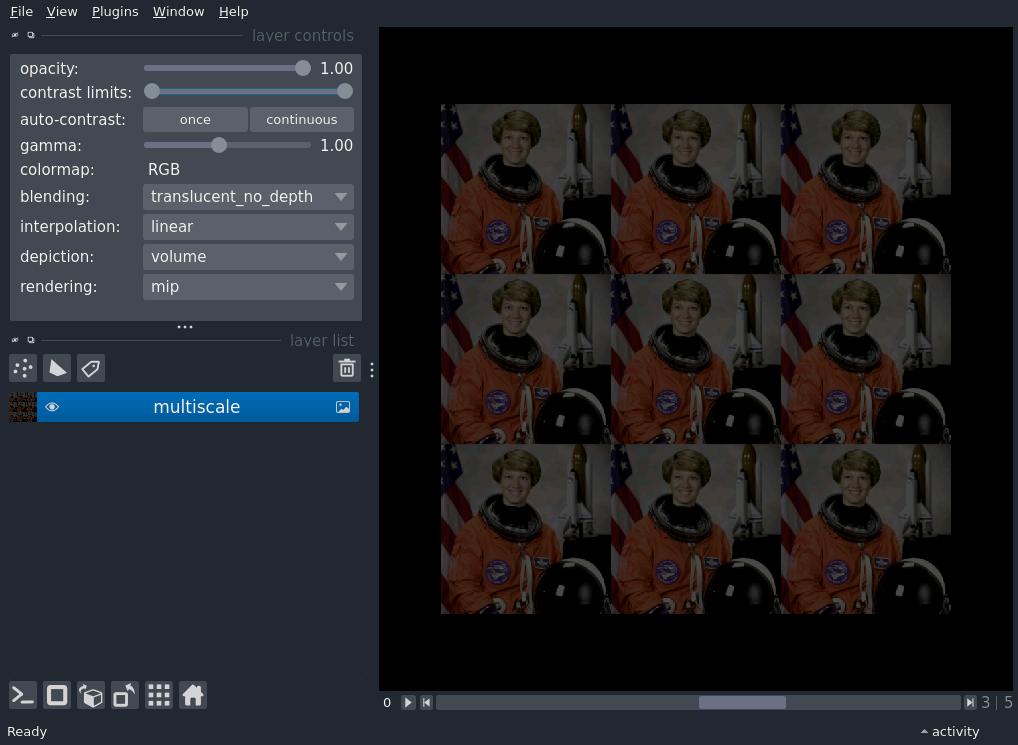 File View Plugins Window Help
layer controls
opacity: 1.00
contrast limits:
auto-contrast: once continuous
gamma: 1.00
colormap: RGB
blending: translucent_no_depth
interpolation: linear
depiction: volume
rendering: mip
layer list
multiscale
0 3 | 5
Ready activity